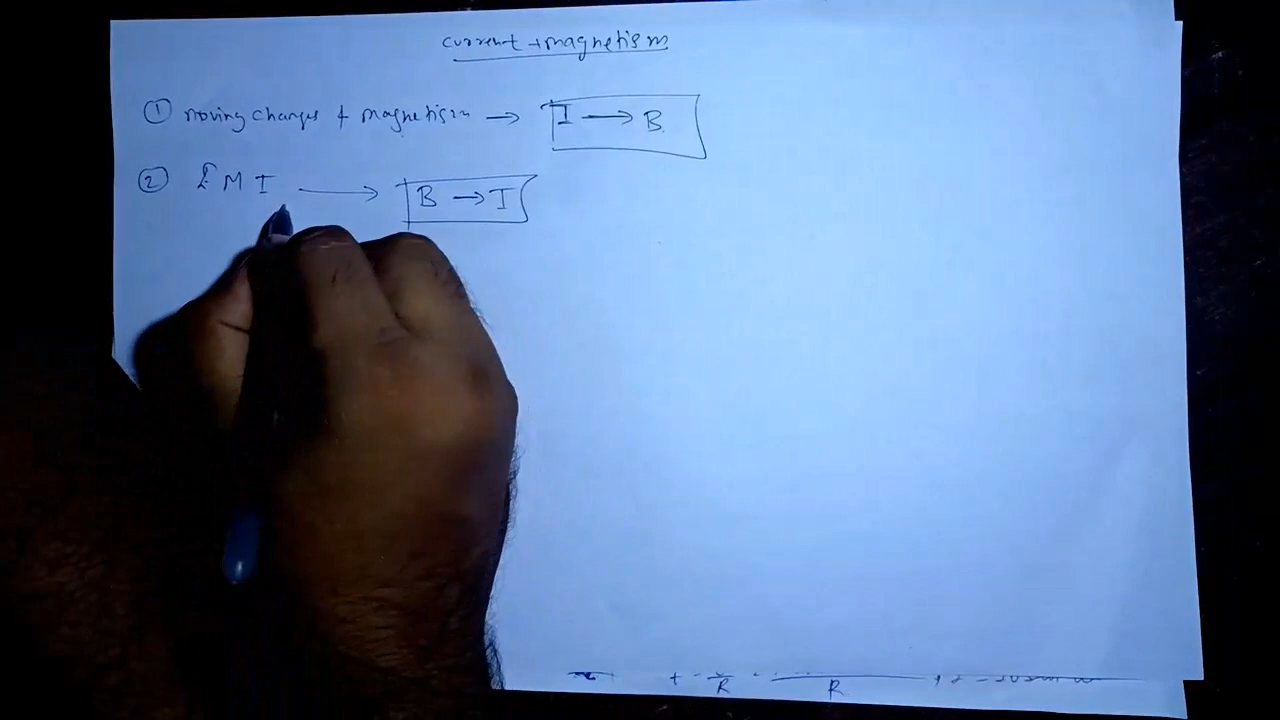 current + magnetism
① moving charges + magnetism → I → B
② EMI → B → I